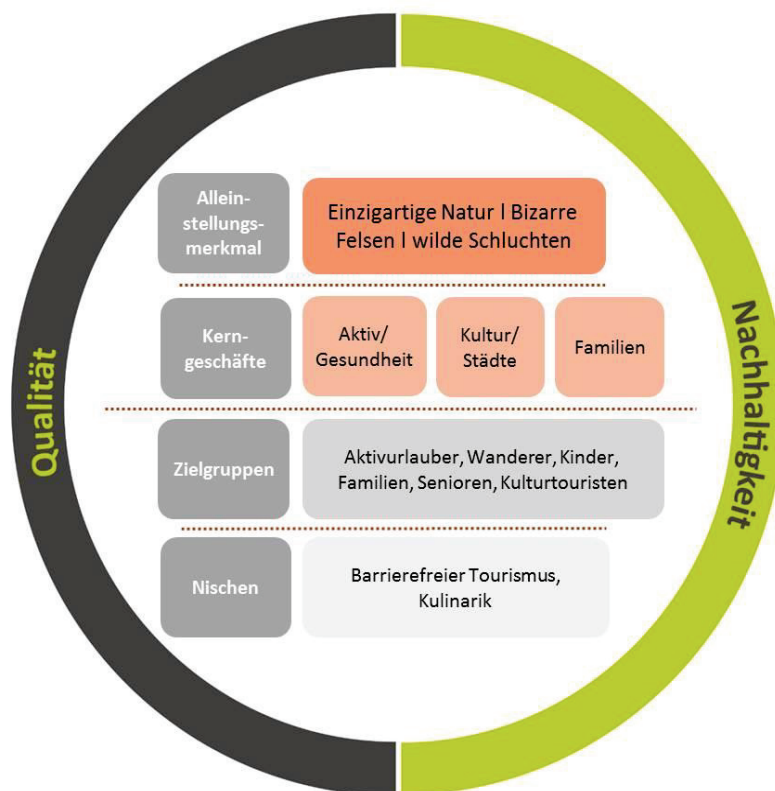 Allein-
stellungs-
merkmal
Einzigartige Natur I Bizarre
Felsen I wilde Schluchten
Kern-
geschäfte
Aktiv/
Gesundheit
Kultur/
Städte
Familien
Zielgruppen
Aktivurlauber, Wanderer, Kinder,
Familien, Senioren, Kulturtouristen
Nischen
Barrierefreier Tourismus,
Kulinarik
Qualität
Nachhaltigkeit